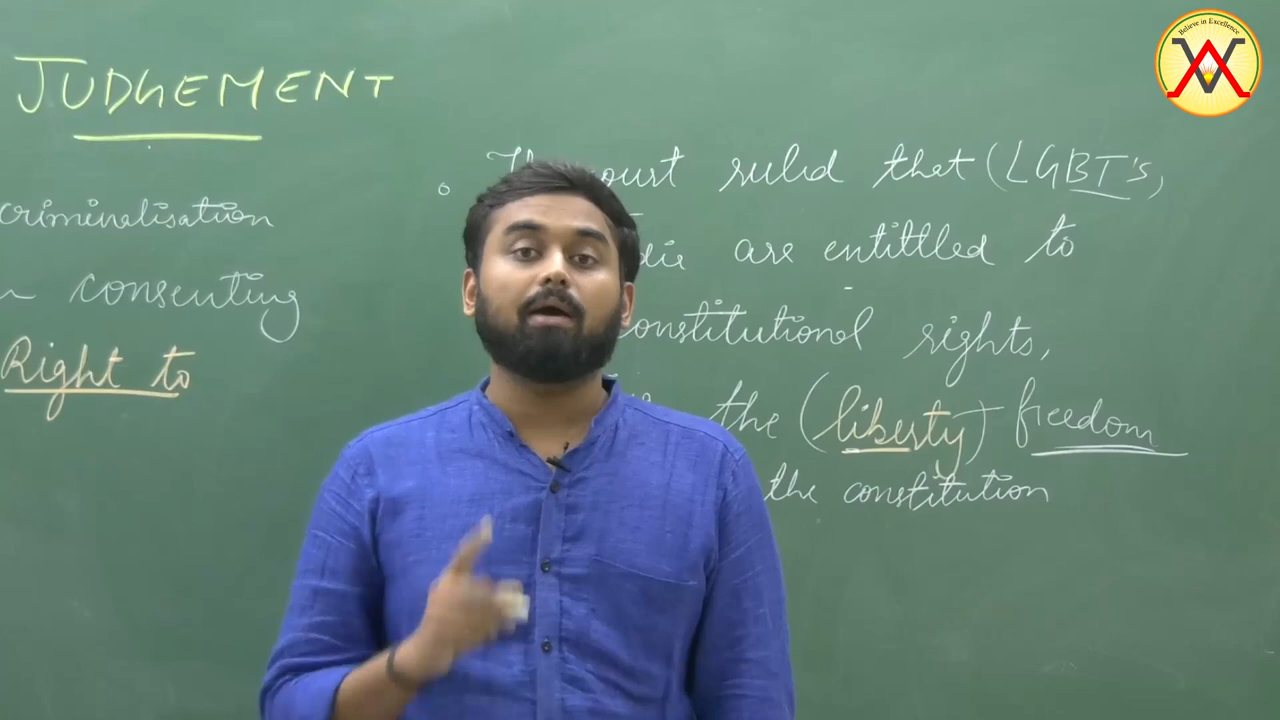 Believe in Excellence
JUDGEMENT
criminalisation
consenting
Right to
court ruled that (LGBT's,
are entittled to
constitutional rights,
the (liberty) freedom
the constitution